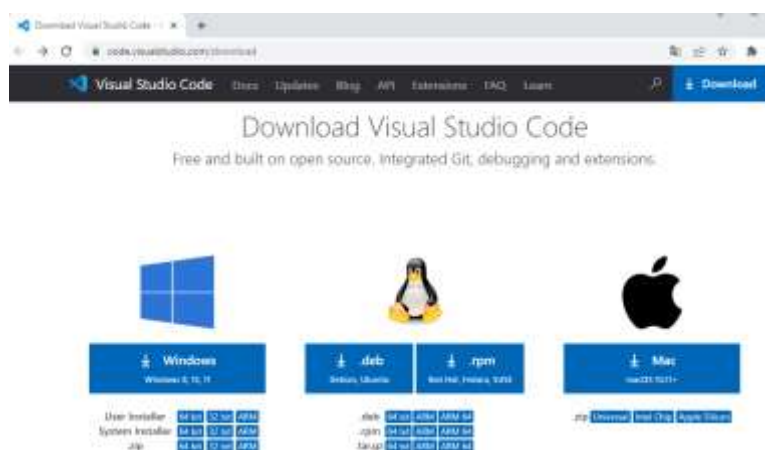 Download Visual Studio Code
code.visualstudio.com/download
Visual Studio Code Docs Updates Blog API Extensions FAQ Learn Download
Download Visual Studio Code
Free and built on open source. Integrated Git, debugging and extensions.
Windows
Windows 8, 10, 11
.deb
Debian, Ubuntu
.rpm
Red Hat, Fedora, SUSE
Mac
macOS 10.11+
User Installer 64 bit 32 bit ARM
System Installer 64 bit 32 bit ARM
.zip 64 bit 32 bit ARM
.deb 64 bit ARM ARM 64
.rpm 64 bit ARM ARM 64
.tar.gz 64 bit ARM ARM 64
.zip Universal Intel Chip Apple Silicon